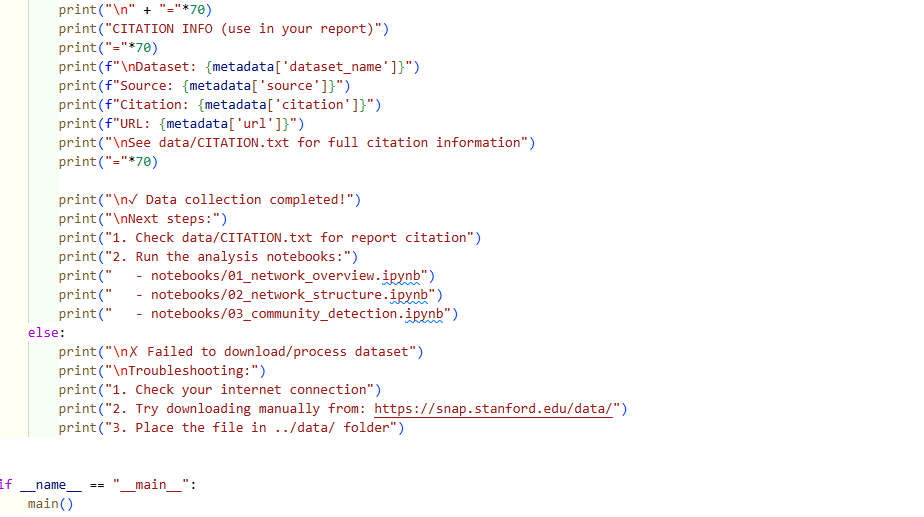 print("\n" + "="*70)
print("CITATION INFO (use in your report)")
print("="*70)
print(f"\nDataset: {metadata['dataset_name']}")
print(f"Source: {metadata['source']}")
print(f"Citation: {metadata['citation']}")
print(f"URL: {metadata['url']}")
print("\nSee data/CITATION.txt for full citation information")
print("="*70)
print("\n✓ Data collection completed!")
print("\nNext steps:")
print("1. Check data/CITATION.txt for report citation")
print("2. Run the analysis notebooks:")
print("   - notebooks/01_network_overview.ipynb")
print("   - notebooks/02_network_structure.ipynb")
print("   - notebooks/03_community_detection.ipynb")
else:
print("\n✗ Failed to download/process dataset")
print("\nTroubleshooting:")
print("1. Check your internet connection")
print("2. Try downloading manually from: https://snap.stanford.edu/data/")
print("3. Place the file in ../data/ folder")
if __name__ == "__main__":
main()